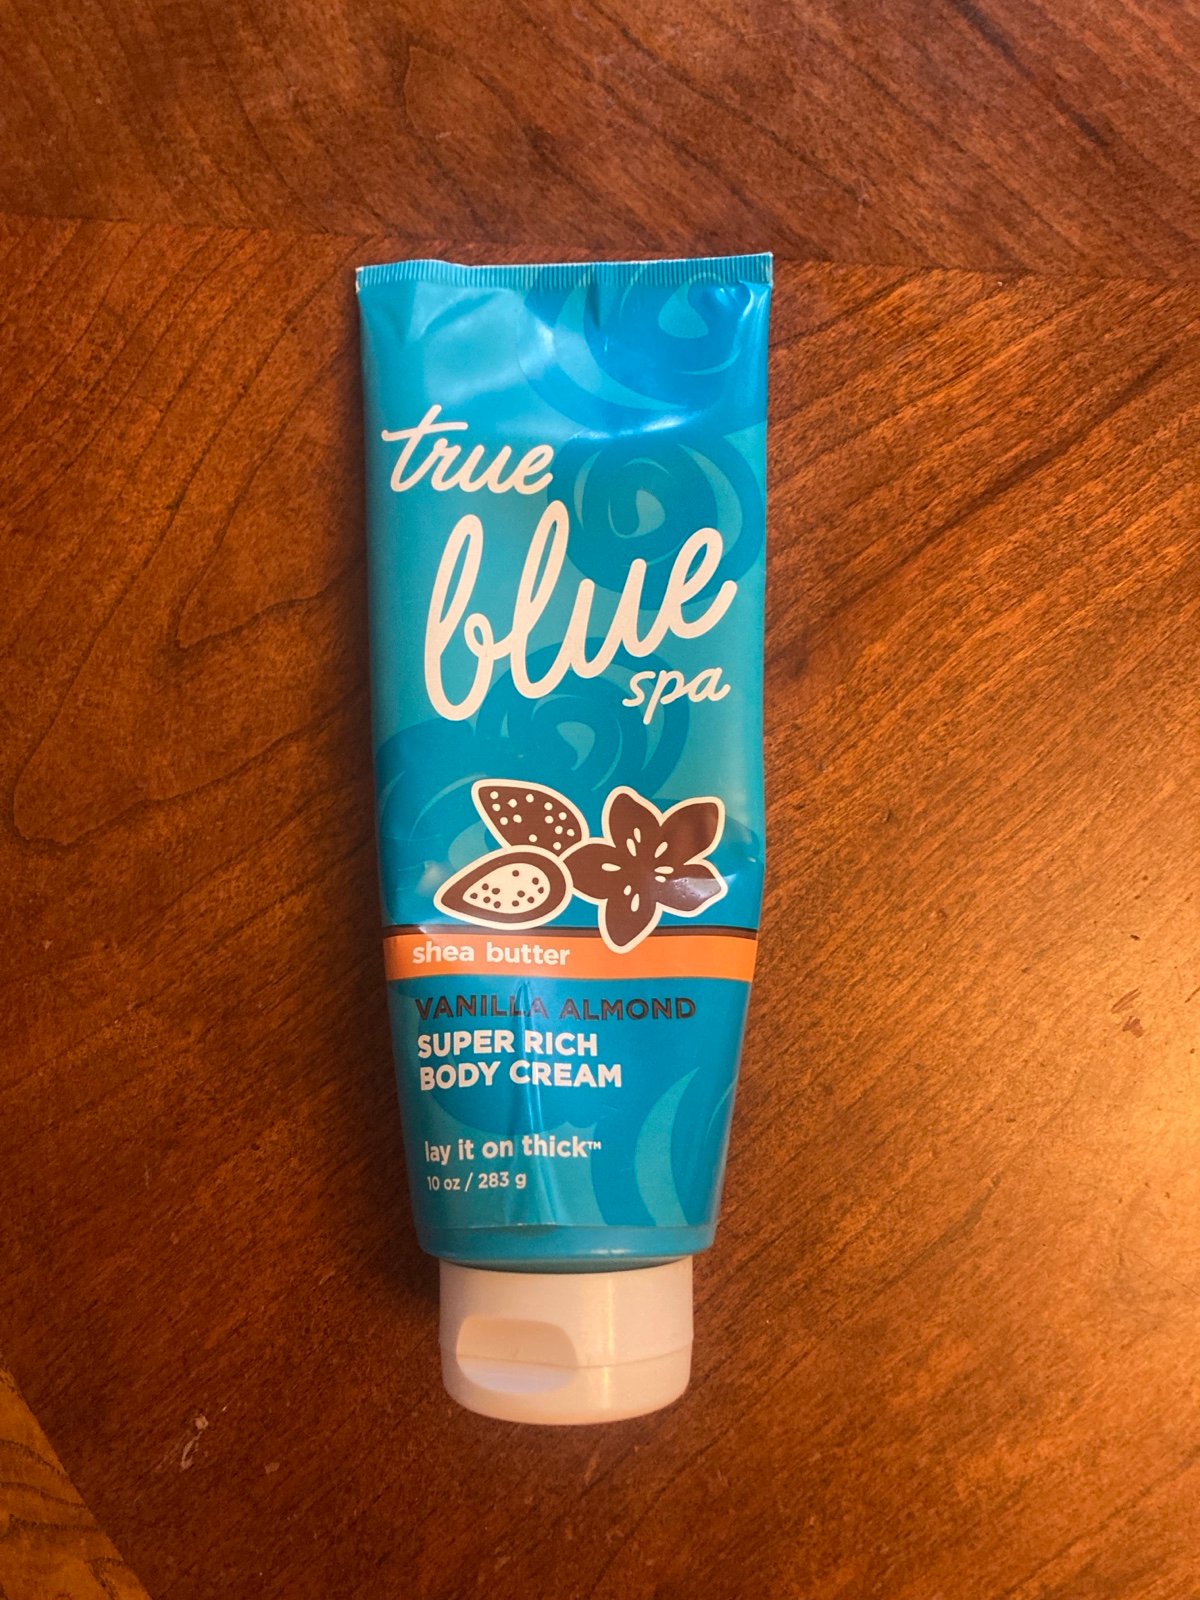 true
blue
spa
shea butter
VANILLA ALMOND
SUPER RICH
BODY CREAM
lay it on thick™
10 oz / 283 g